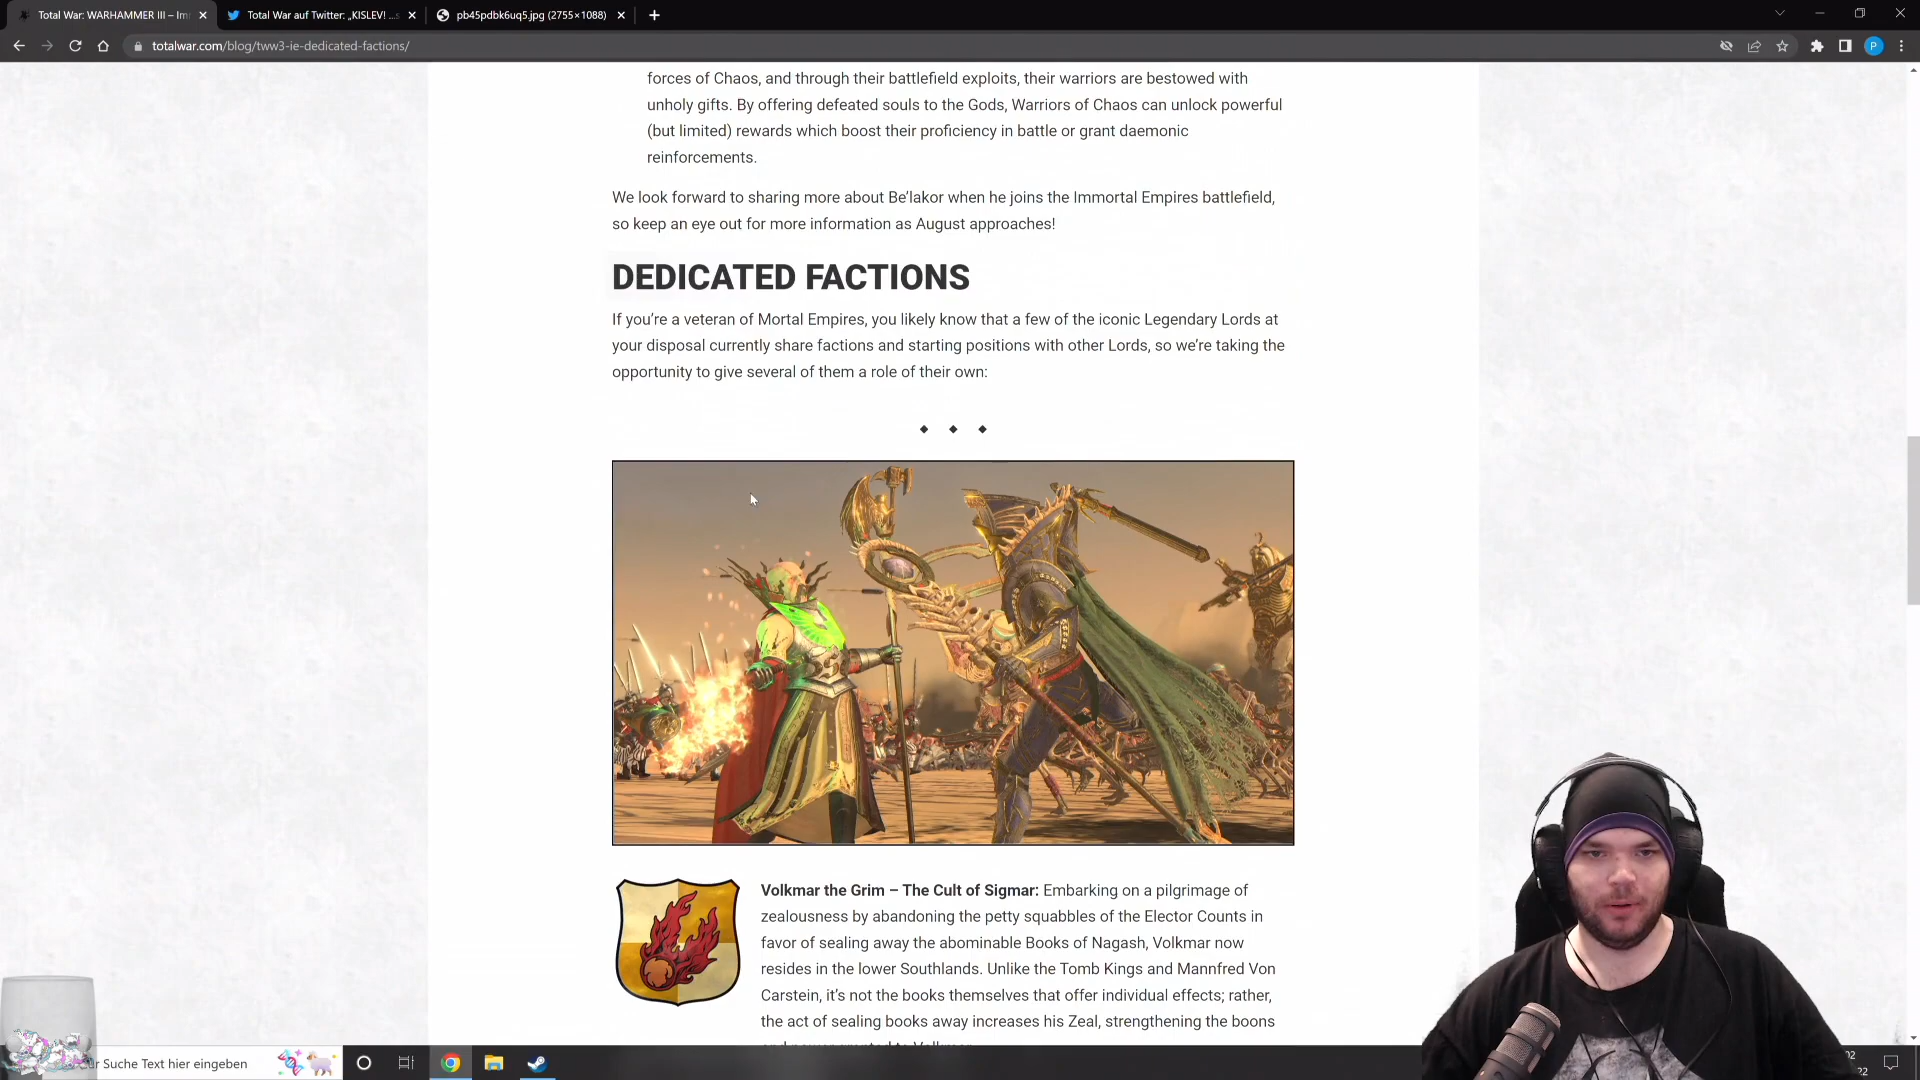 Total War: WARHAMMER III – Im
Total War auf Twitter: „KISLEV! ...
pb45pdbk6uq5.jpg (2755×1088)
totalwar.com/blog/tww3-ie-dedicated-factions/
P
forces of Chaos, and through their battlefield exploits, their warriors are bestowed with
unholy gifts. By offering defeated souls to the Gods, Warriors of Chaos can unlock powerful
(but limited) rewards which boost their proficiency in battle or grant daemonic
reinforcements.
We look forward to sharing more about Be’lakor when he joins the Immortal Empires battlefield,
so keep an eye out for more information as August approaches!
DEDICATED FACTIONS
If you’re a veteran of Mortal Empires, you likely know that a few of the iconic Legendary Lords at
your disposal currently share factions and starting positions with other Lords, so we’re taking the
opportunity to give several of them a role of their own:
Volkmar the Grim – The Cult of Sigmar: Embarking on a pilgrimage of
zealousness by abandoning the petty squabbles of the Elector Counts in
favor of sealing away the abominable Books of Nagash, Volkmar now
resides in the lower Southlands. Unlike the Tomb Kings and Mannfred Von
Carstein, it’s not the books themselves that offer individual effects; rather,
the act of sealing books away increases his Zeal, strengthening the boons
Suche Text hier eingeben
02
22